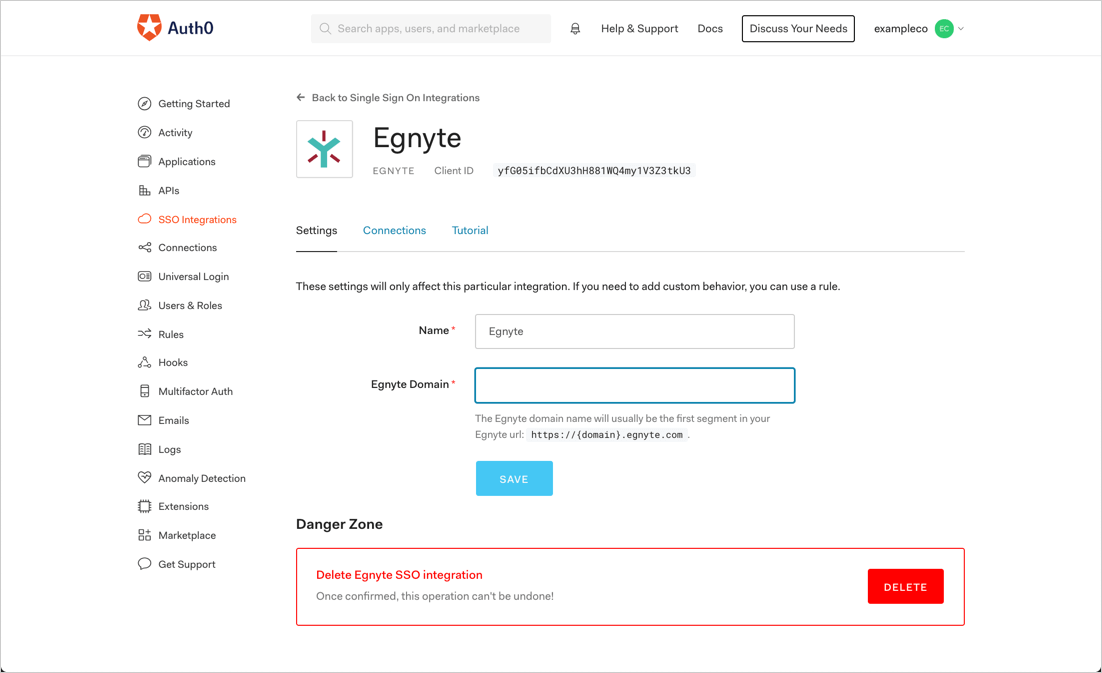 Auth0
Search apps, users, and marketplace
Help & Support
Docs
Discuss Your Needs
exampleco
EC
Getting Started
Activity
Applications
APIs
SSO Integrations
Connections
Universal Login
Users & Roles
Rules
Hooks
Multifactor Auth
Emails
Logs
Anomaly Detection
Extensions
Marketplace
Get Support
Back to Single Sign On Integrations
Egnyte
EGNYTE Client ID yfG05ifbCdXU3hH881WQ4my1V3Z3tkU3
Settings Connections Tutorial
These settings will only affect this particular integration. If you need to add custom behavior, you can use a rule.
Name*
Egnyte
Egnyte Domain*
The Egnyte domain name will usually be the first segment in your
Egnyte url: https://{domain}.egnyte.com .
SAVE
Danger Zone
Delete Egnyte SSO integration
Once confirmed, this operation can't be undone!
DELETE